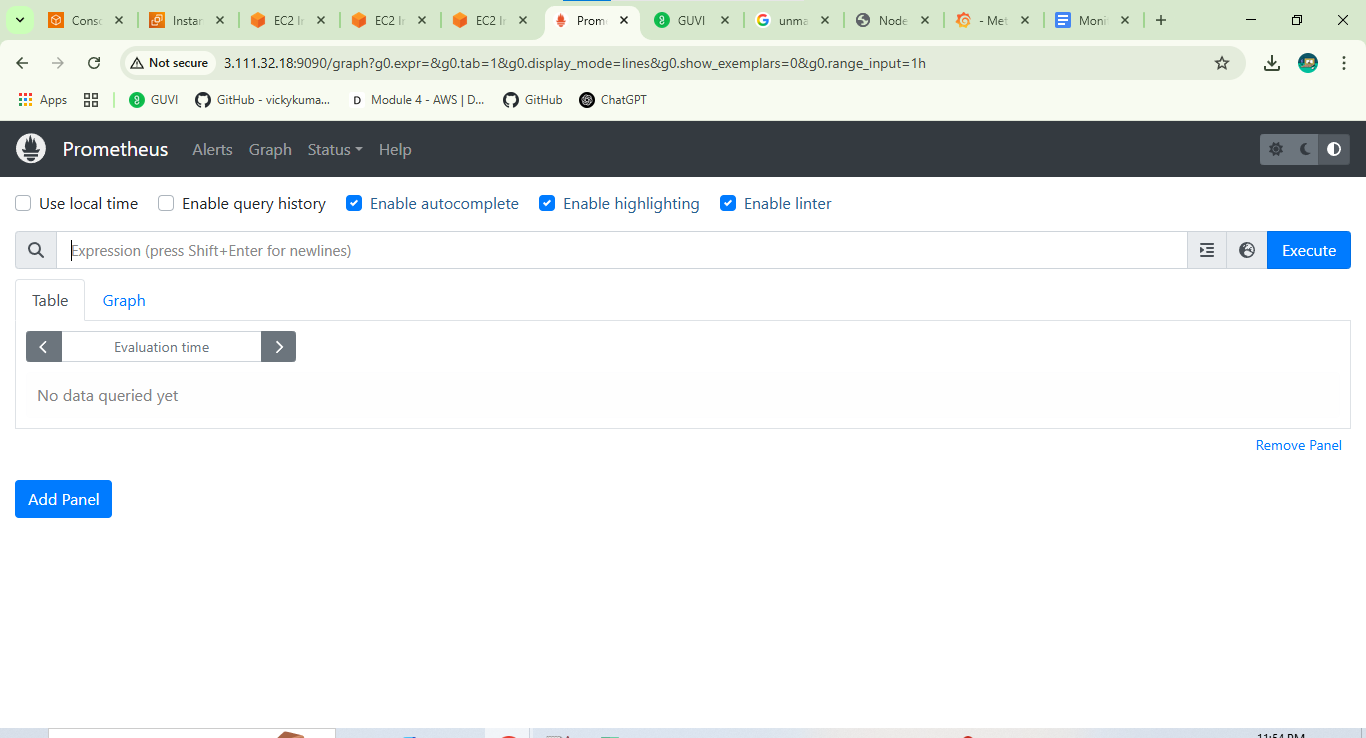 Conso Instan EC2 In EC2 In EC2 In Prom GUVI unma Node - Met Moni
Not secure 3.111.32.18:9090/graph?g0.expr=&g0.tab=1&g0.display_mode=lines&g0.show_exemplars=0&g0.range_input=1h
Apps GUVI GitHub - vickykuma... D Module 4 - AWS | D... GitHub ChatGPT
Prometheus Alerts Graph Status Help
Use local time Enable query history Enable autocomplete Enable highlighting Enable linter
Expression (press Shift+Enter for newlines) Execute
Table Graph
Evaluation time
No data queried yet
Remove Panel
Add Panel
11:54 PM